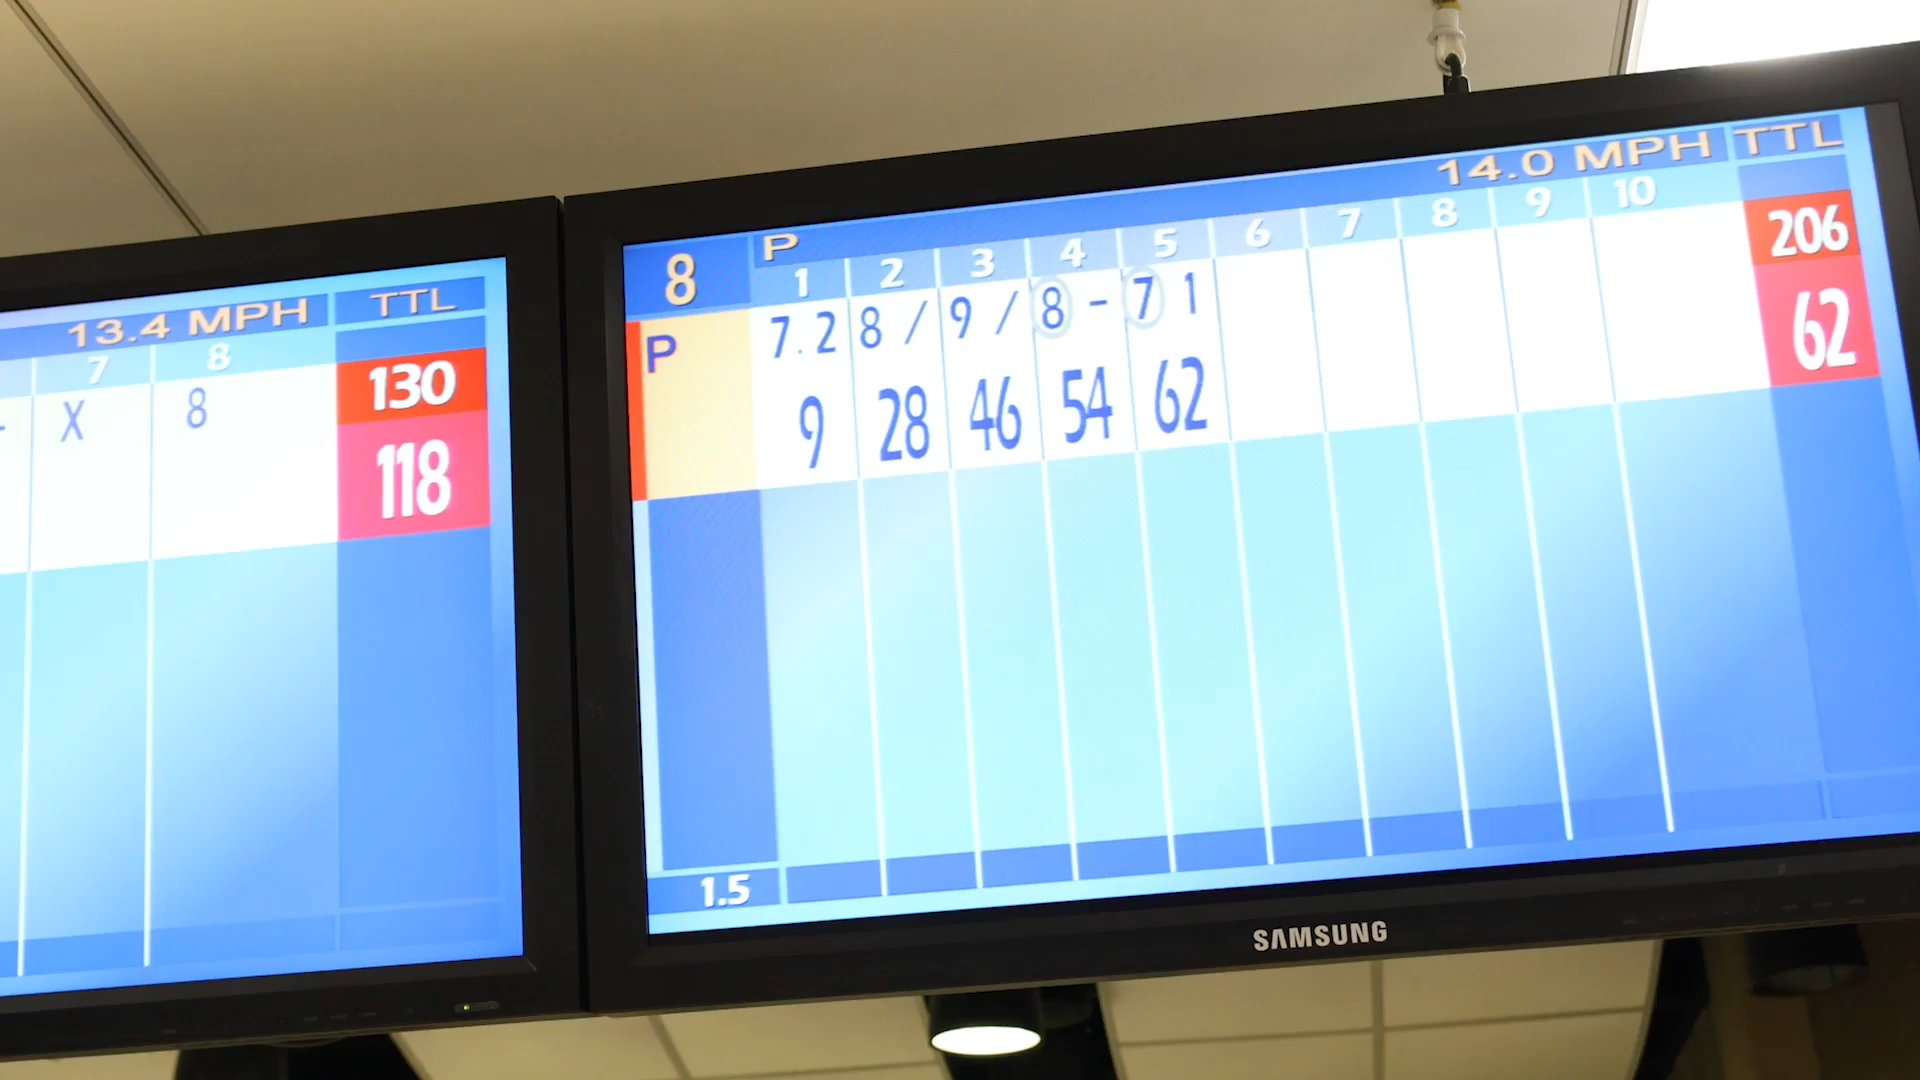 13.4 MPH TTL
7 8
X 8
130
118
8 P 14.0 MPH TTL
1 2 3 4 5 6 7 8 9 10
P 7.2 8 / 9 / 8 - 7 1 206
9 28 46 54 62 62
1.5
SAMSUNG